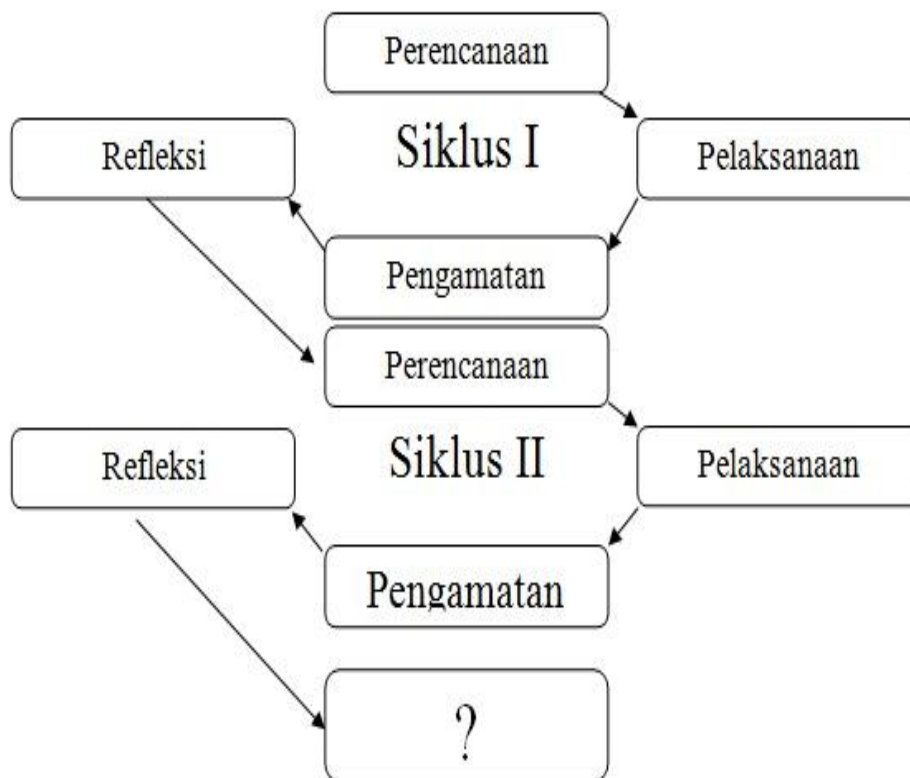 Perencanaan
Siklus I
Refleksi
Pelaksanaan
Pengamatan
Perencanaan
Siklus II
Refleksi
Pelaksanaan
Pengamatan
?